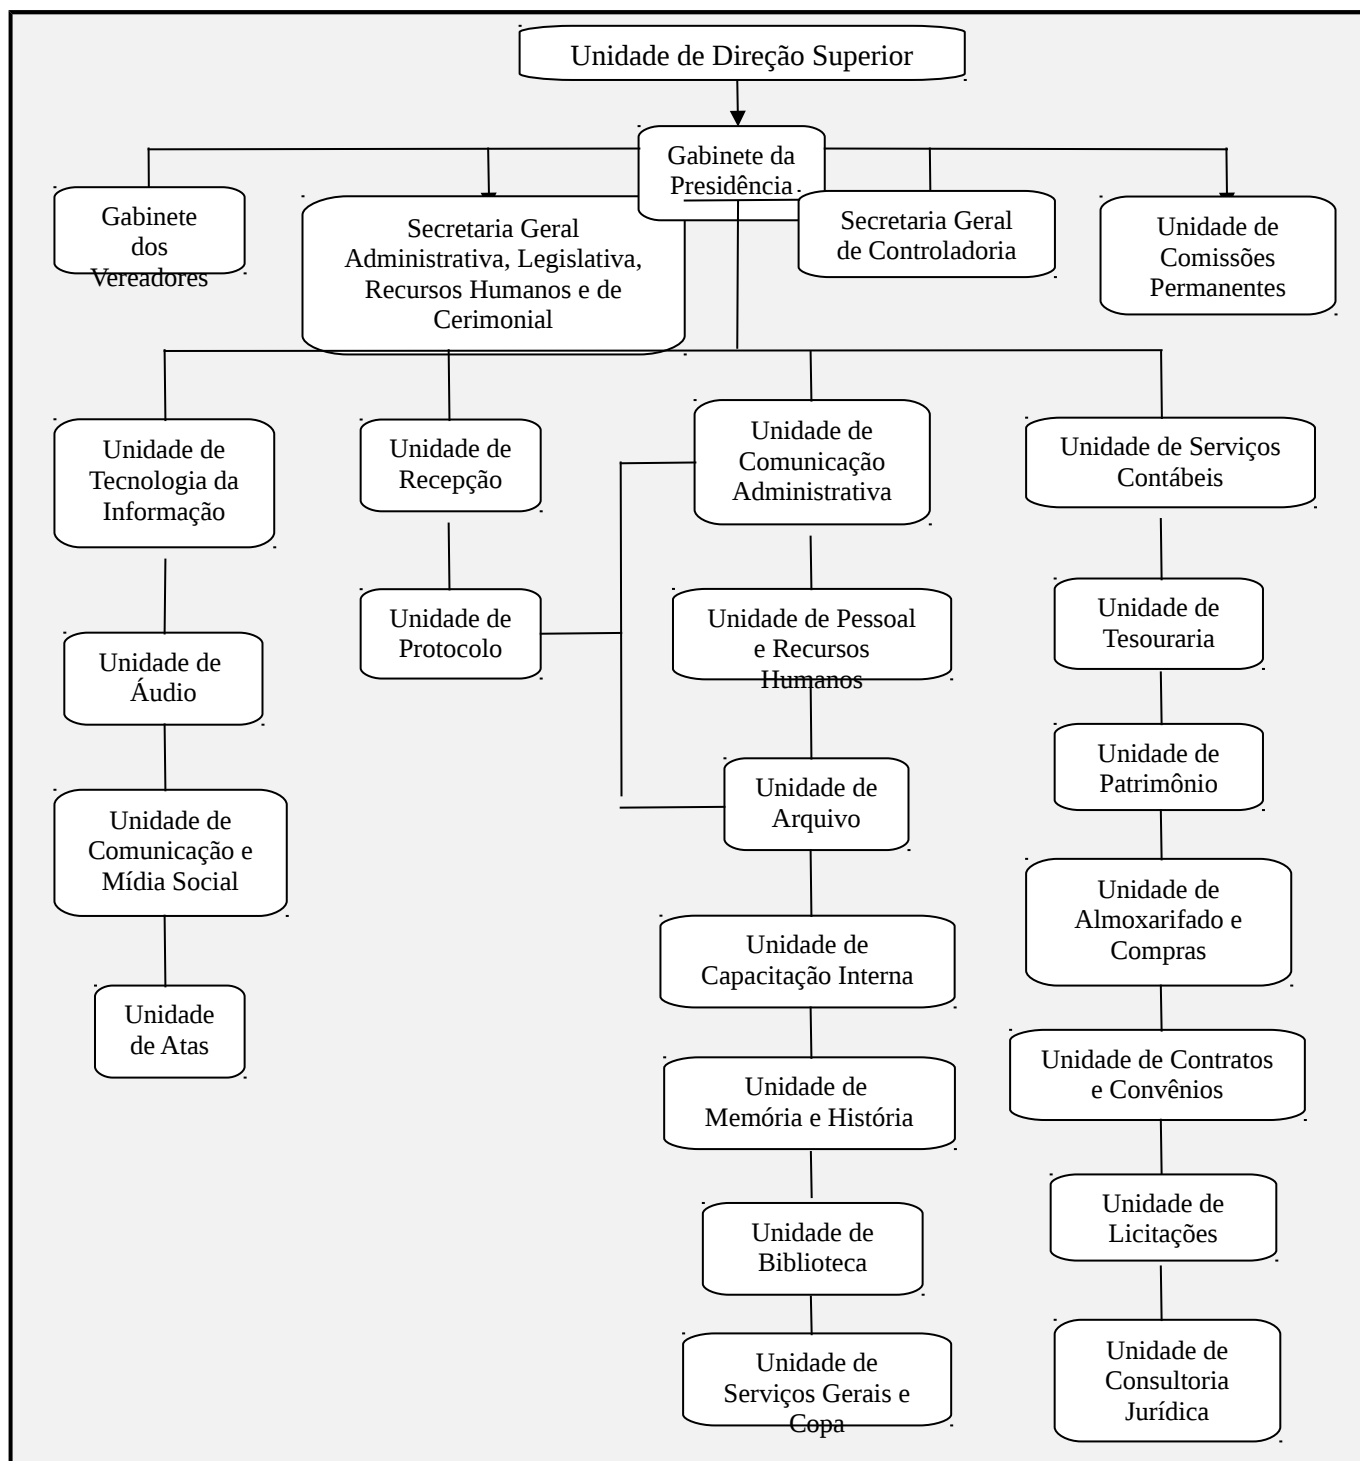 Unidade de Direção Superior
Gabinete da
Presidência
Gabinete
dos
Vereadores
Secretaria Geral
Administrativa, Legislativa,
Recursos Humanos e de
Cerimonial
Secretaria Geral
de Controladoria
Unidade de
Comissões
Permanentes
Unidade de
Tecnologia da
Informação
Unidade de
Recepção
Unidade de
Comunicação
Administrativa
Unidade de Serviços
Contábeis
Unidade de
Áudio
Unidade de
Protocolo
Unidade de Pessoal
e Recursos
Humanos
Unidade de
Tesouraria
Unidade de
Comunicação e
Mídia Social
Unidade de
Arquivo
Unidade de
Patrimônio
Unidade
de Atas
Unidade de
Capacitação Interna
Unidade de
Almoxarifado e
Compras
Unidade de
Memória e História
Unidade de Contratos
e Convênios
Unidade de
Biblioteca
Unidade de
Licitações
Unidade de
Serviços Gerais e
Copa
Unidade de
Consultoria
Jurídica